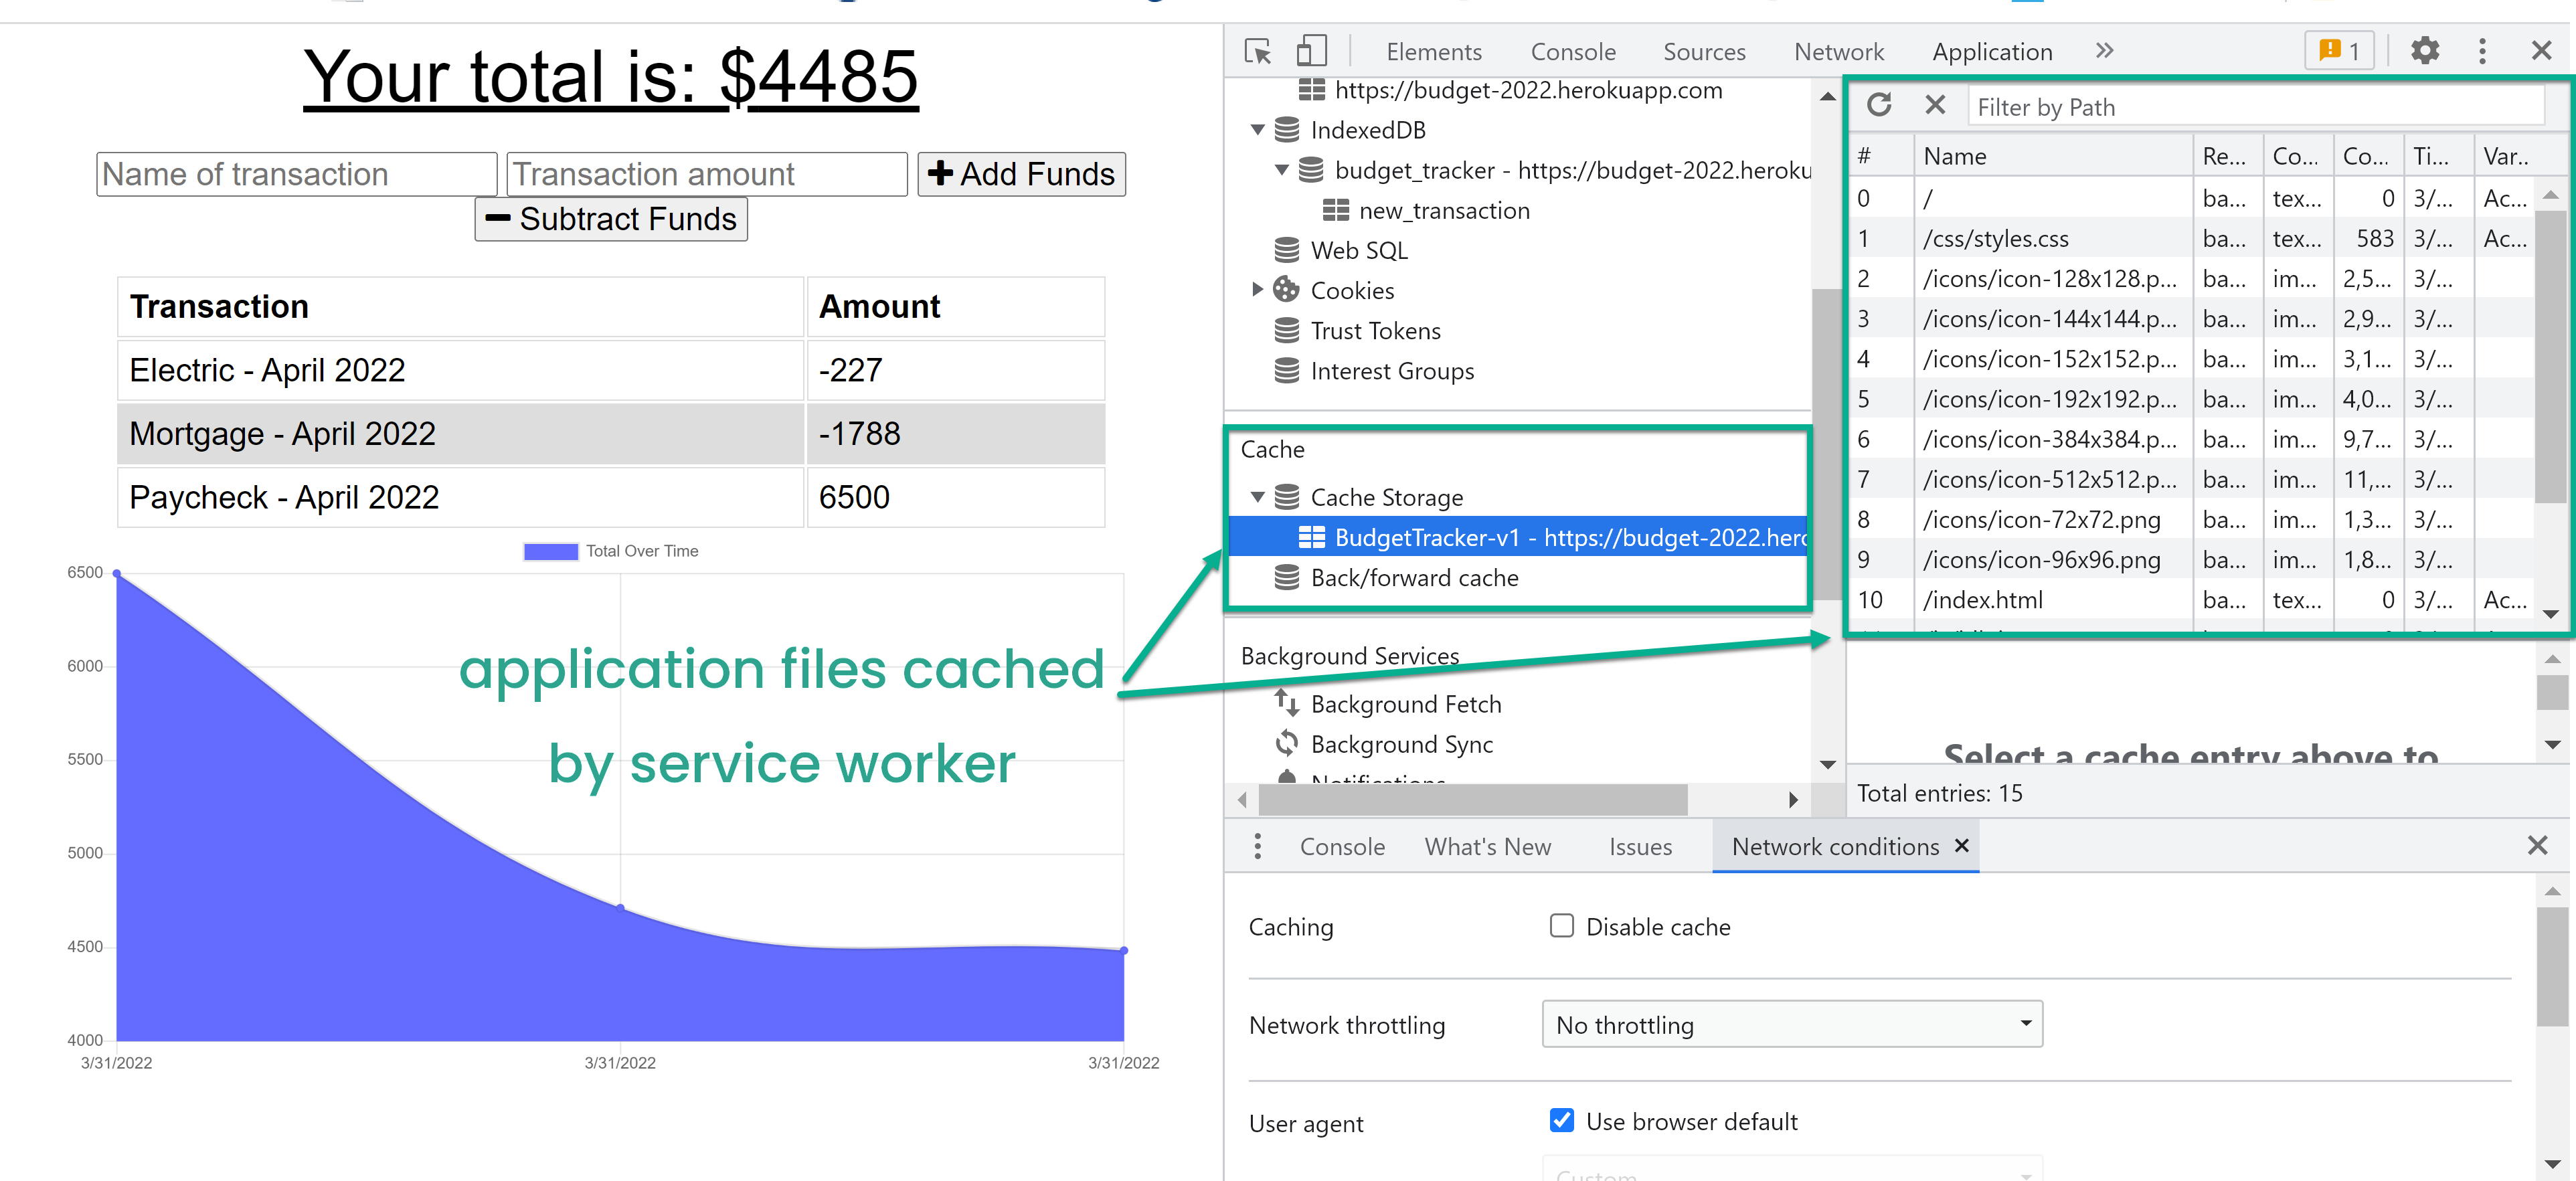 Your total is: $4485
Name of transaction
Transaction amount
Add Funds
Subtract Funds
Transaction Amount
Electric - April 2022 -227
Mortgage - April 2022 -1788
Paycheck - April 2022 6500
Total Over Time
6500
6000
5500
5000
4500
4000
3/31/2022 3/31/2022 3/31/2022
application files cached
by service worker
Elements Console Sources Network Application 1
https://budget-2022.herokuapp.com
IndexedDB
budget_tracker - https://budget-2022.heroku
new_transaction
Web SQL
Cookies
Trust Tokens
Interest Groups
Cache
Cache Storage
BudgetTracker-v1 - https://budget-2022.hero
Back/forward cache
Background Services
Background Fetch
Background Sync
Notifications
Filter by Path
# Name Re... Co... Co... Ti... Var..
0 / ba... tex... 0 3/... Ac...
1 /css/styles.css ba... tex... 583 3/... Ac...
2 /icons/icon-128x128.p... ba... im... 2,5... 3/...
3 /icons/icon-144x144.p... ba... im... 2,9... 3/...
4 /icons/icon-152x152.p... ba... im... 3,1... 3/...
5 /icons/icon-192x192.p... ba... im... 4,0... 3/...
6 /icons/icon-384x384.p... ba... im... 9,7... 3/...
7 /icons/icon-512x512.p... ba... im... 11,... 3/...
8 /icons/icon-72x72.png ba... im... 1,3... 3/...
9 /icons/icon-96x96.png ba... im... 1,8... 3/...
10 /index.html ba... tex... 0 3/... Ac...
Select a cache entry above to
Total entries: 15
Console What's New Issues Network conditions
Caching Disable cache
Network throttling No throttling
User agent Use browser default
Custom